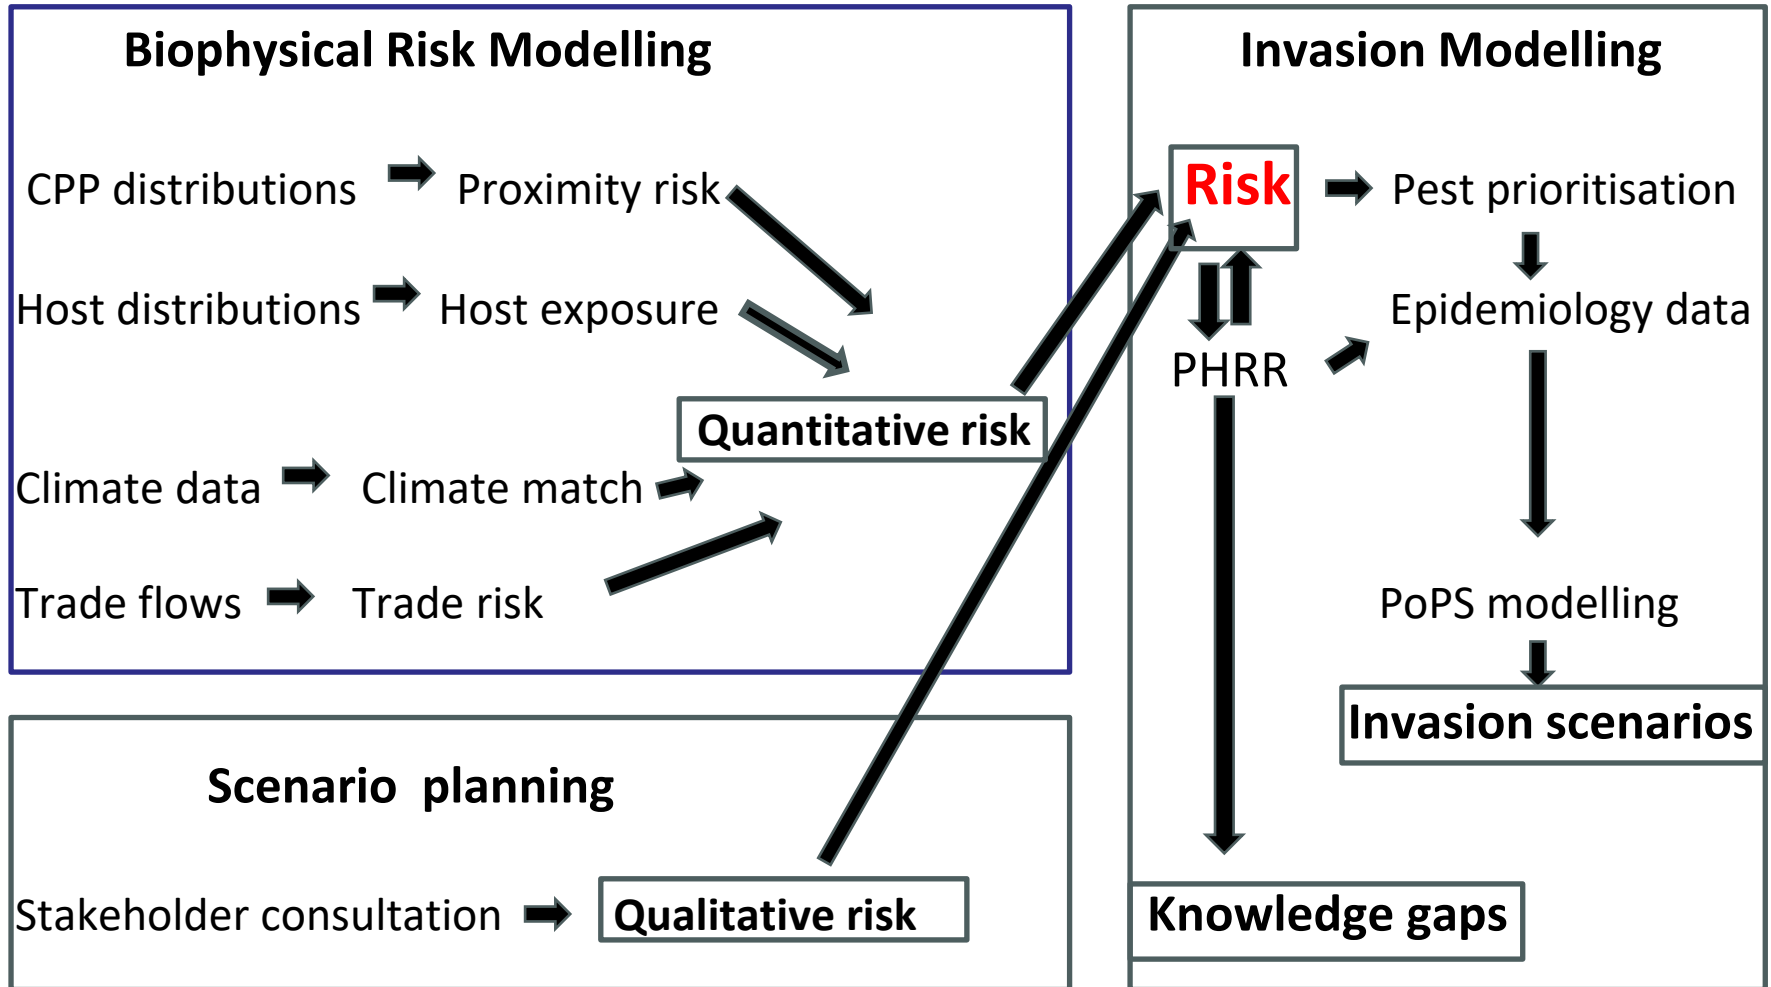 Biophysical Risk Modelling
CPP distributions
Proximity risk
Host distributions
Host exposure
Quantitative risk
Climate data
Climate match
Trade flows
Trade risk
Scenario planning
Stakeholder consultation
Qualitative risk
Invasion Modelling
Risk
Pest prioritisation
Epidemiology data
PHRR
PoPS modelling
Invasion scenarios
Knowledge gaps